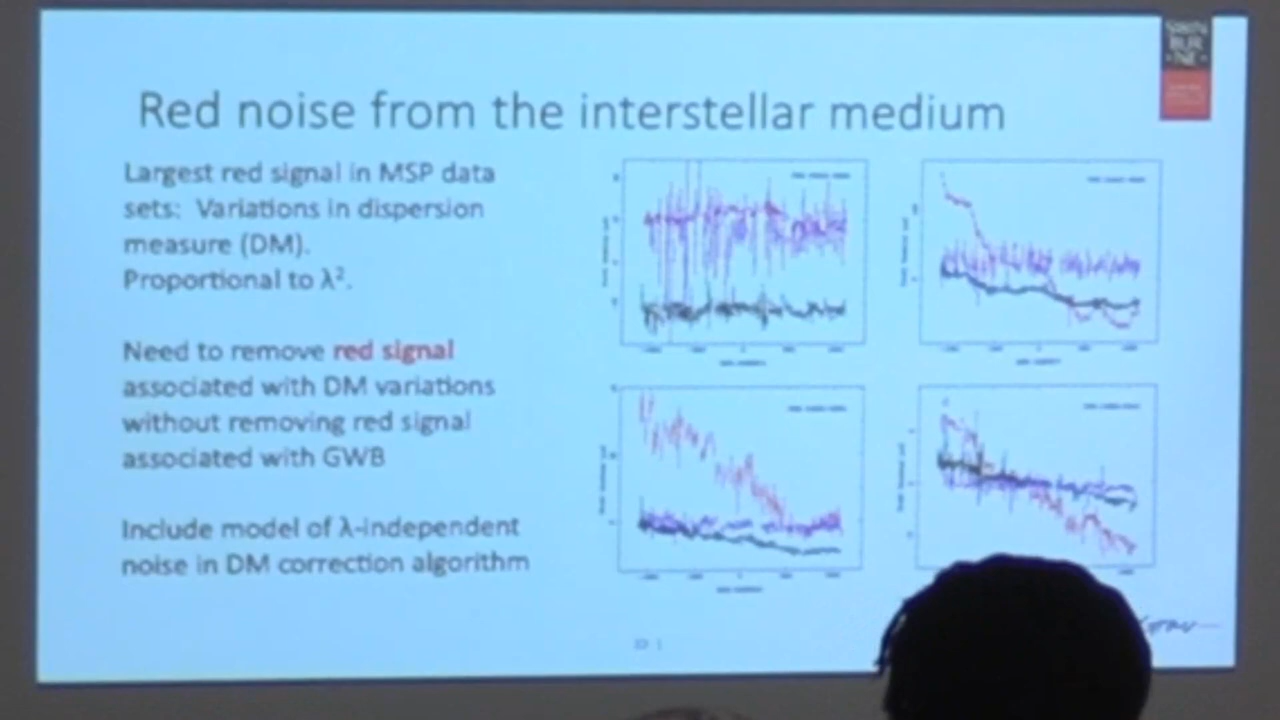 Red noise from the interstellar medium
Largest red signal in MSP data
sets: Variations in dispersion
measure (DM).
Proportional to λ².
Need to remove red signal
associated with DM variations
without removing red signal
associated with GWB
Include model of λ-independent
noise in DM correction algorithm